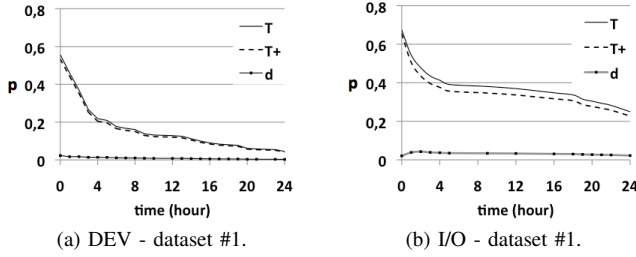 0,8
0,6
0,4
0,2
0
p
T
T+
d
0 4 8 12 16 20 24
time (hour)
(a) DEV - dataset #1.
0,8
0,6
0,4
0,2
0
p
T
T+
d
0 4 8 12 16 20 24
time (hour)
(b) I/O - dataset #1.